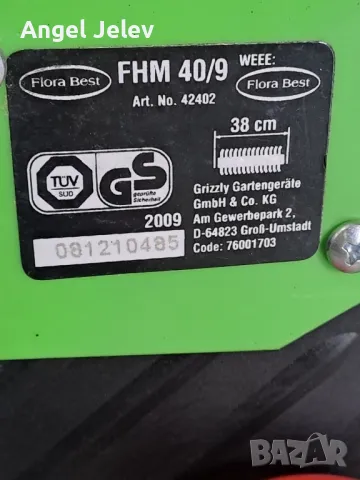 Angel Jelev
Flora Best
FHM 40/9
WEEE:
Flora Best
Art. No. 42402
38 cm
TÜV
SÜD
GS
geprüfte
Sicherheit
2009
081210485
Grizzly Gartengeräte
GmbH & Co. KG
Am Gewerbepark 2,
D-64823 Groß-Umstadt
Code: 76001703
BAZAR